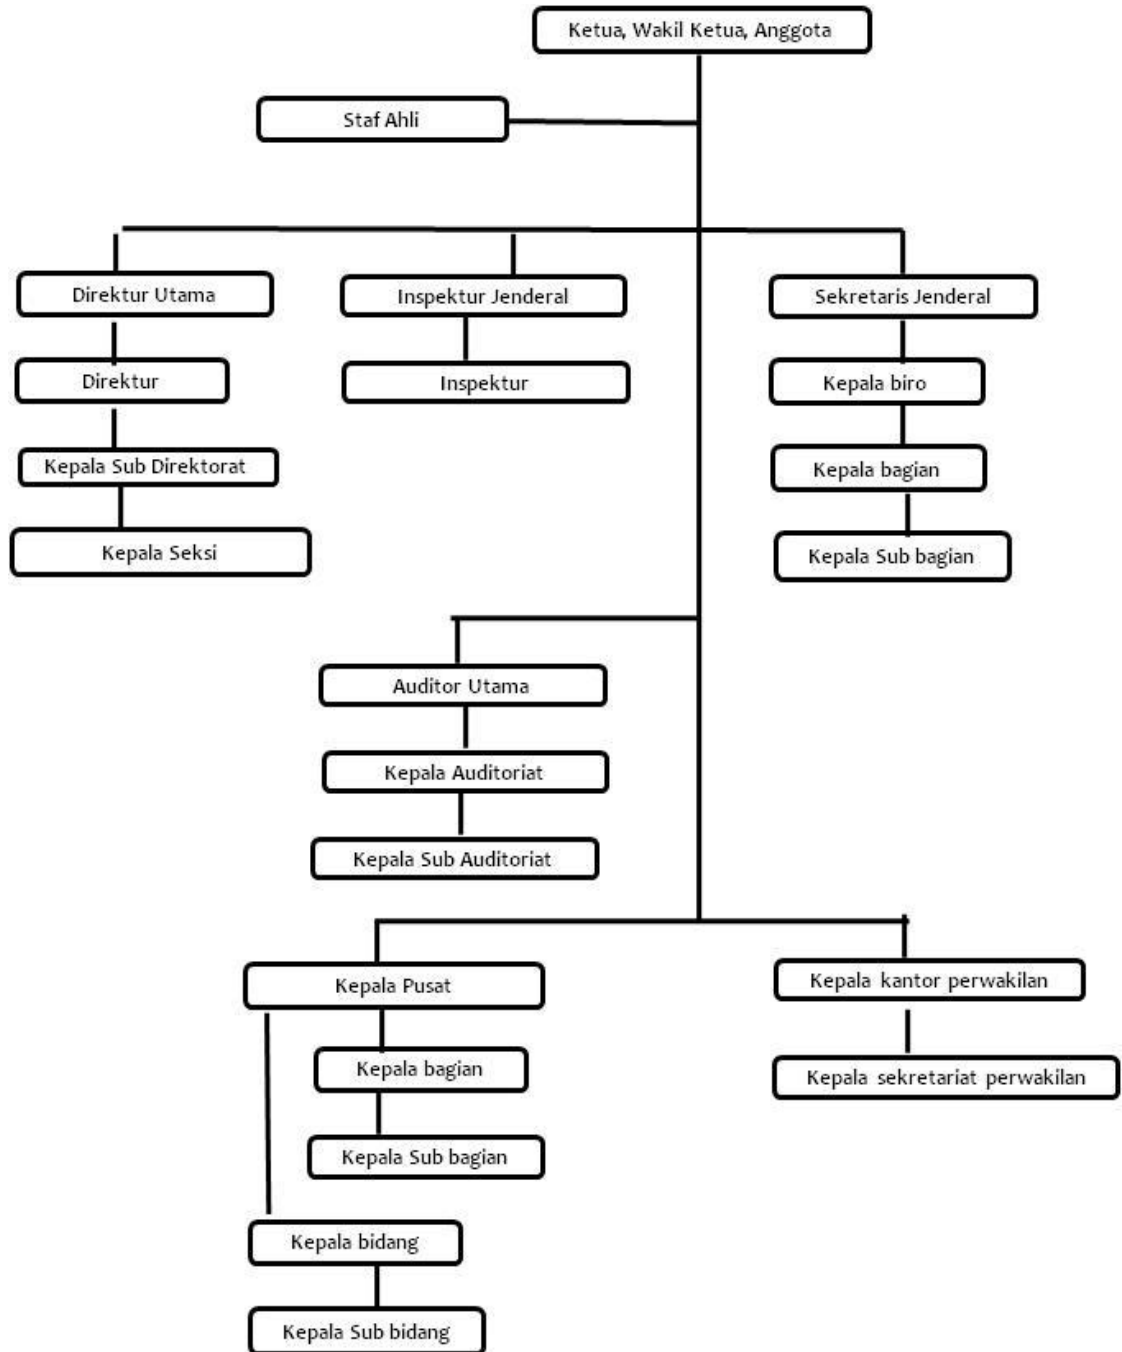 Ketua, Wakil Ketua, Anggota
Staf Ahli
Direktur Utama
Inspektur Jenderal
Sekretaris Jenderal
Direktur
Inspektur
Kepala biro
Kepala Sub Direktorat
Kepala bagian
Kepala Seksi
Kepala Sub bagian
Auditor Utama
Kepala Auditoriat
Kepala Sub Auditoriat
Kepala Pusat
Kepala kantor perwakilan
Kepala bagian
Kepala sekretariat perwakilan
Kepala Sub bagian
Kepala bidang
Kepala Sub bidang